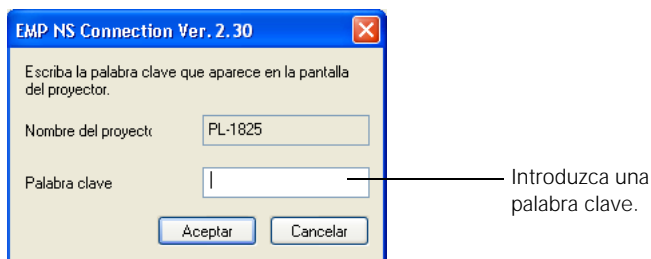 EMP NS Connection Ver. 2.30
Escriba la palabra clave que aparece en la pantalla
del proyector.
Nombre del proyecto
PL-1825
Palabra clave
Introduzca una
palabra clave.
Aceptar
Cancelar